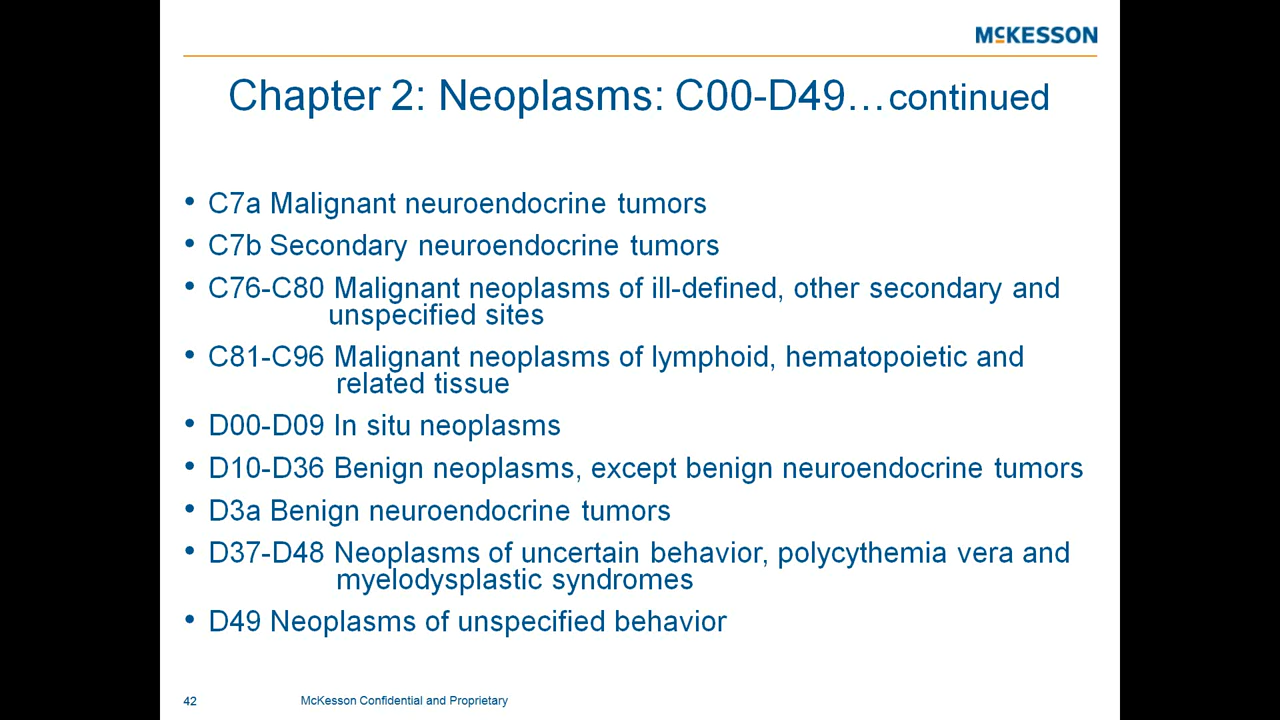 MCKESSON
Chapter 2: Neoplasms: C00-D49…continued
• C7a Malignant neuroendocrine tumors
• C7b Secondary neuroendocrine tumors
• C76-C80 Malignant neoplasms of ill-defined, other secondary and
unspecified sites
• C81-C96 Malignant neoplasms of lymphoid, hematopoietic and
related tissue
• D00-D09 In situ neoplasms
• D10-D36 Benign neoplasms, except benign neuroendocrine tumors
• D3a Benign neuroendocrine tumors
• D37-D48 Neoplasms of uncertain behavior, polycythemia vera and
myelodysplastic syndromes
• D49 Neoplasms of unspecified behavior
42 McKesson Confidential and Proprietary